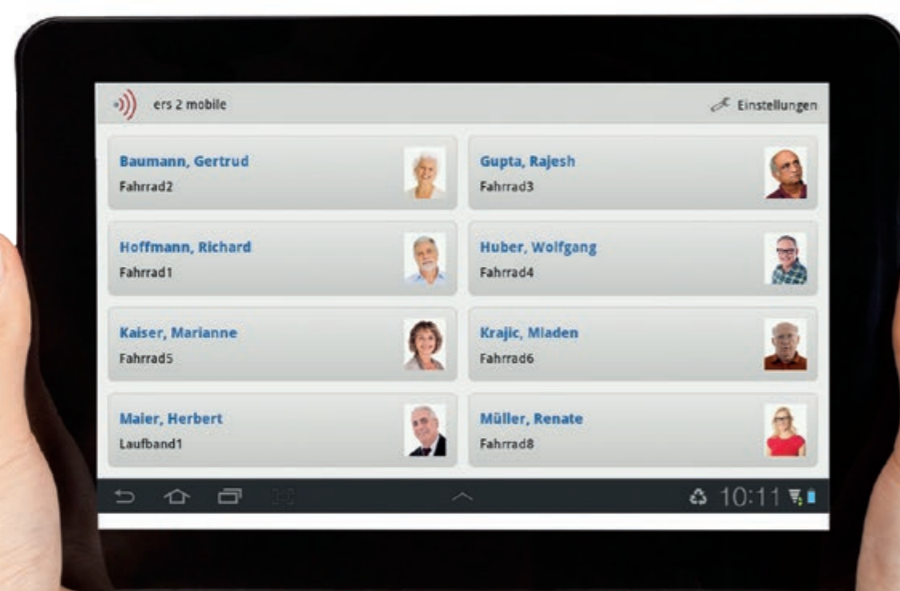 ers 2 mobile
Einstellungen
Baumann, Gertrud
Fahrrad2
Gupta, Rajesh
Fahrrad3
Hoffmann, Richard
Fahrrad1
Huber, Wolfgang
Fahrrad4
Kaiser, Marianne
Fahrrad5
Krajic, Mladen
Fahrrad6
Maier, Herbert
Laufband1
Müller, Renate
Fahrrad8
10:11